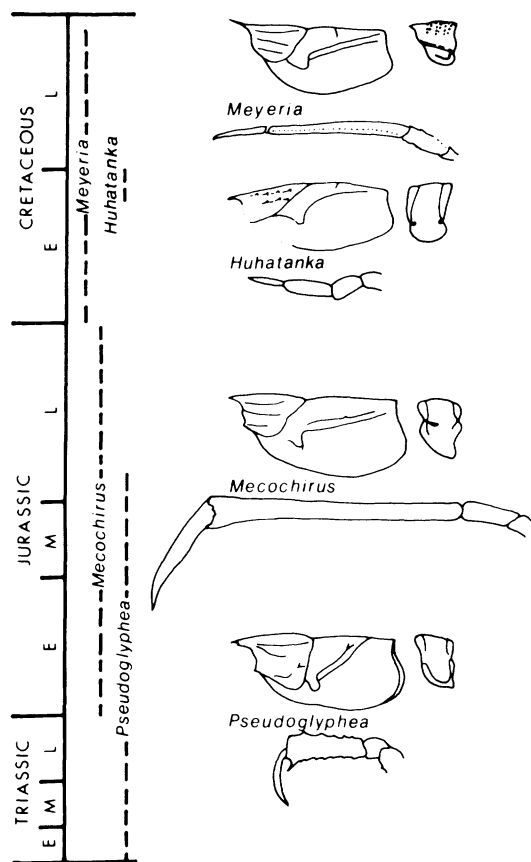 CRETACEOUS
L
E
JURASSIC
L
M
E
TRIASSIC
L
M
E
Meyeria
Huhatanka
Mecochirus
Pseudoglyphea
Meyeria
Huhatanka
Mecochirus
Pseudoglyphea